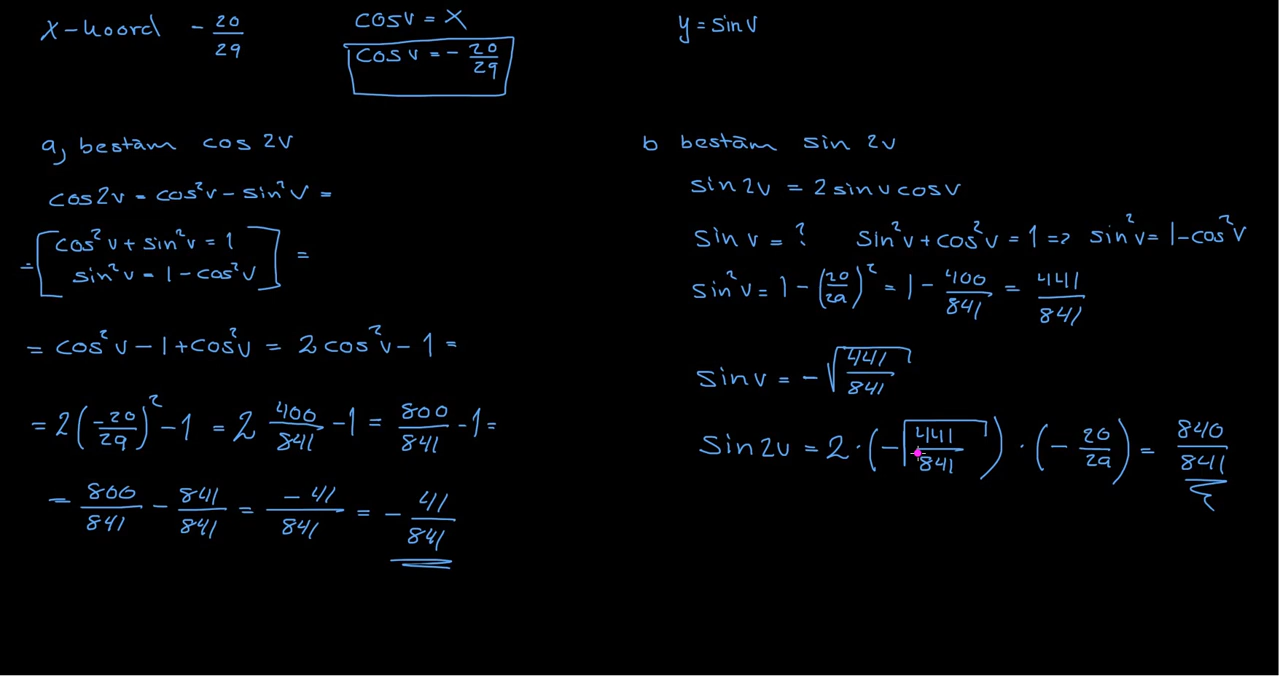 x-koord - 20/29
cos v = x
cos v = - 20/29
y = sin v
a, bestäm cos 2v
cos2v = cos²v - sin²v =
= [cos²v + sin²v = 1
sin²v = 1 - cos²v] =
= cos²v - 1 + cos²v = 2cos²v - 1 =
= 2(-20/29)² - 1 = 2 400/841 - 1 = 800/841 - 1 =
= 800/841 - 841/841 = -41/841 = - 41/841
b bestäm sin 2v
sin 2v = 2 sin v cos v
sin v = ? sin²v + cos²v = 1 => sin²v = 1 - cos²v
sin²v = 1 - (20/29)² = 1 - 400/841 = 441/841
sin v = - √(441/841)
sin 2v = 2 · (-√(441/841)) · (- 20/29) = 840/841